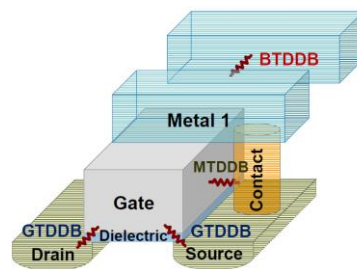 BTDDB
Metal 1
MTDDB
Contact
Gate
GTDDB
Dielectric
GTDDB
Drain
Source